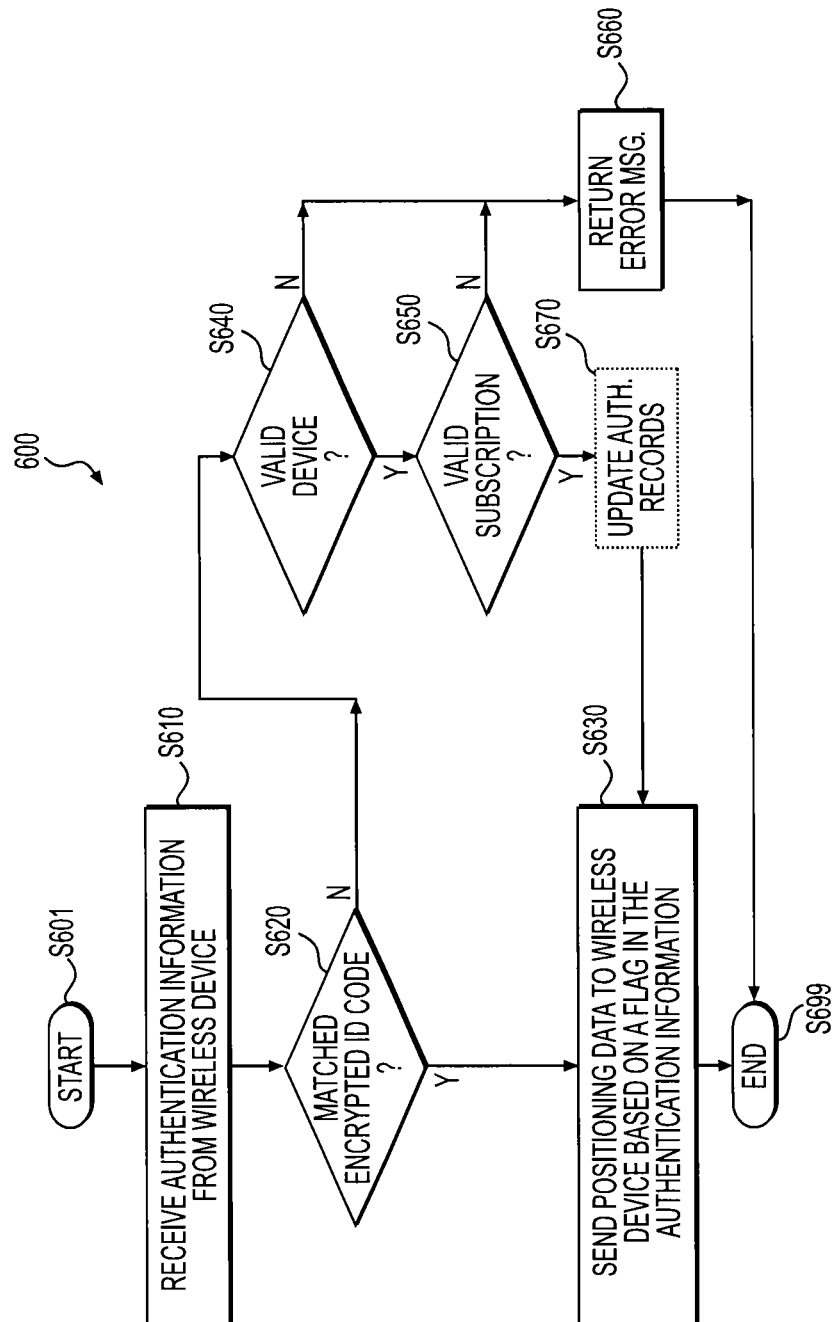 600
START
S601
RECEIVE AUTHENTICATION INFORMATION
FROM WIRELESS DEVICE
S610
MATCHED
ENCRYPTED ID CODE
?
S620
N
Y
VALID
DEVICE
?
S640
N
Y
VALID
SUBSCRIPTION
?
S650
N
Y
UPDATE AUTH.
RECORDS
S670
RETURN
ERROR MSG.
S660
SEND POSITIONING DATA TO WIRELESS
DEVICE BASED ON A FLAG IN THE
AUTHENTICATION INFORMATION
S630
END
S699